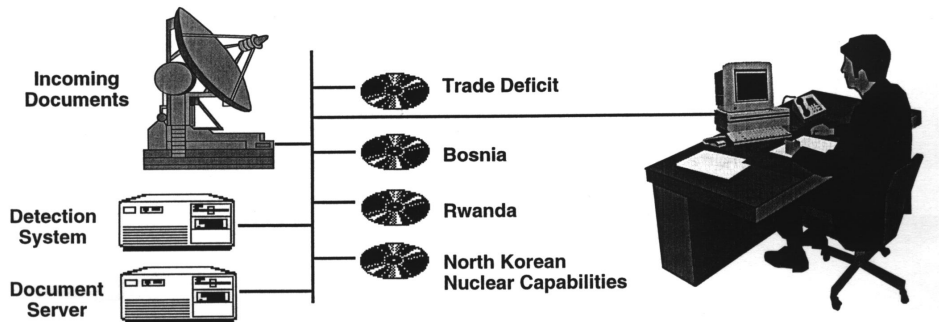 Incoming
Documents
Trade Deficit
Bosnia
Detection
System
Rwanda
North Korean
Nuclear Capabilities
Document
Server